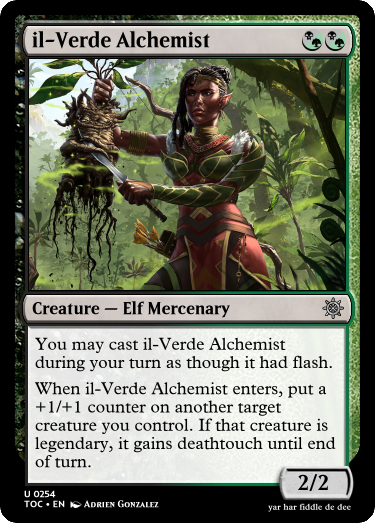 il-Verde Alchemist
Creature — Elf Mercenary
You may cast il-Verde Alchemist
during your turn as though it had flash.
When il-Verde Alchemist enters, put a
+1/+1 counter on another target
creature you control. If that creature is
legendary, it gains deathtouch until end
of turn.
2/2
U 0254
TOC • EN Adrien Gonzalez
yar har fiddle de dee